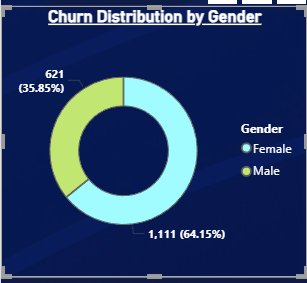 Churn Distribution by Gender
621
(35.85%)
Gender
Female
Male
1,111 (64.15%)